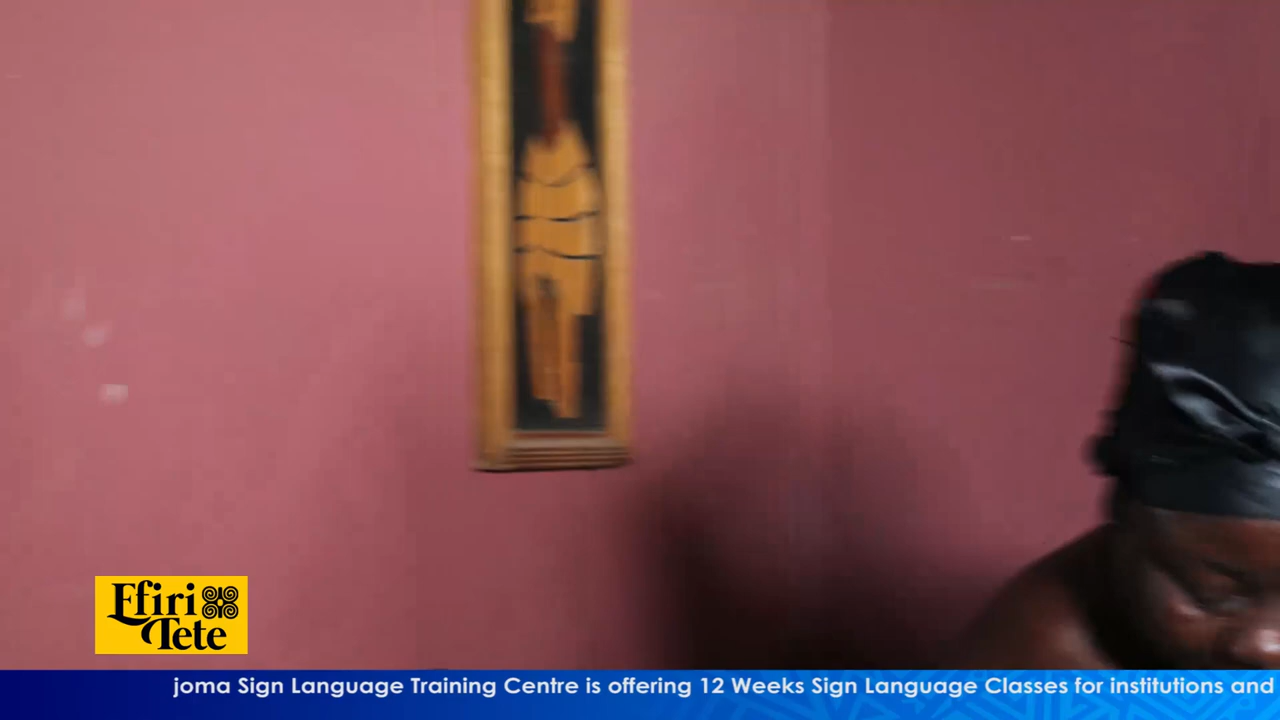 Efiri
Tete
joma Sign Language Training Centre is offering 12 Weeks Sign Language Classes for institutions and